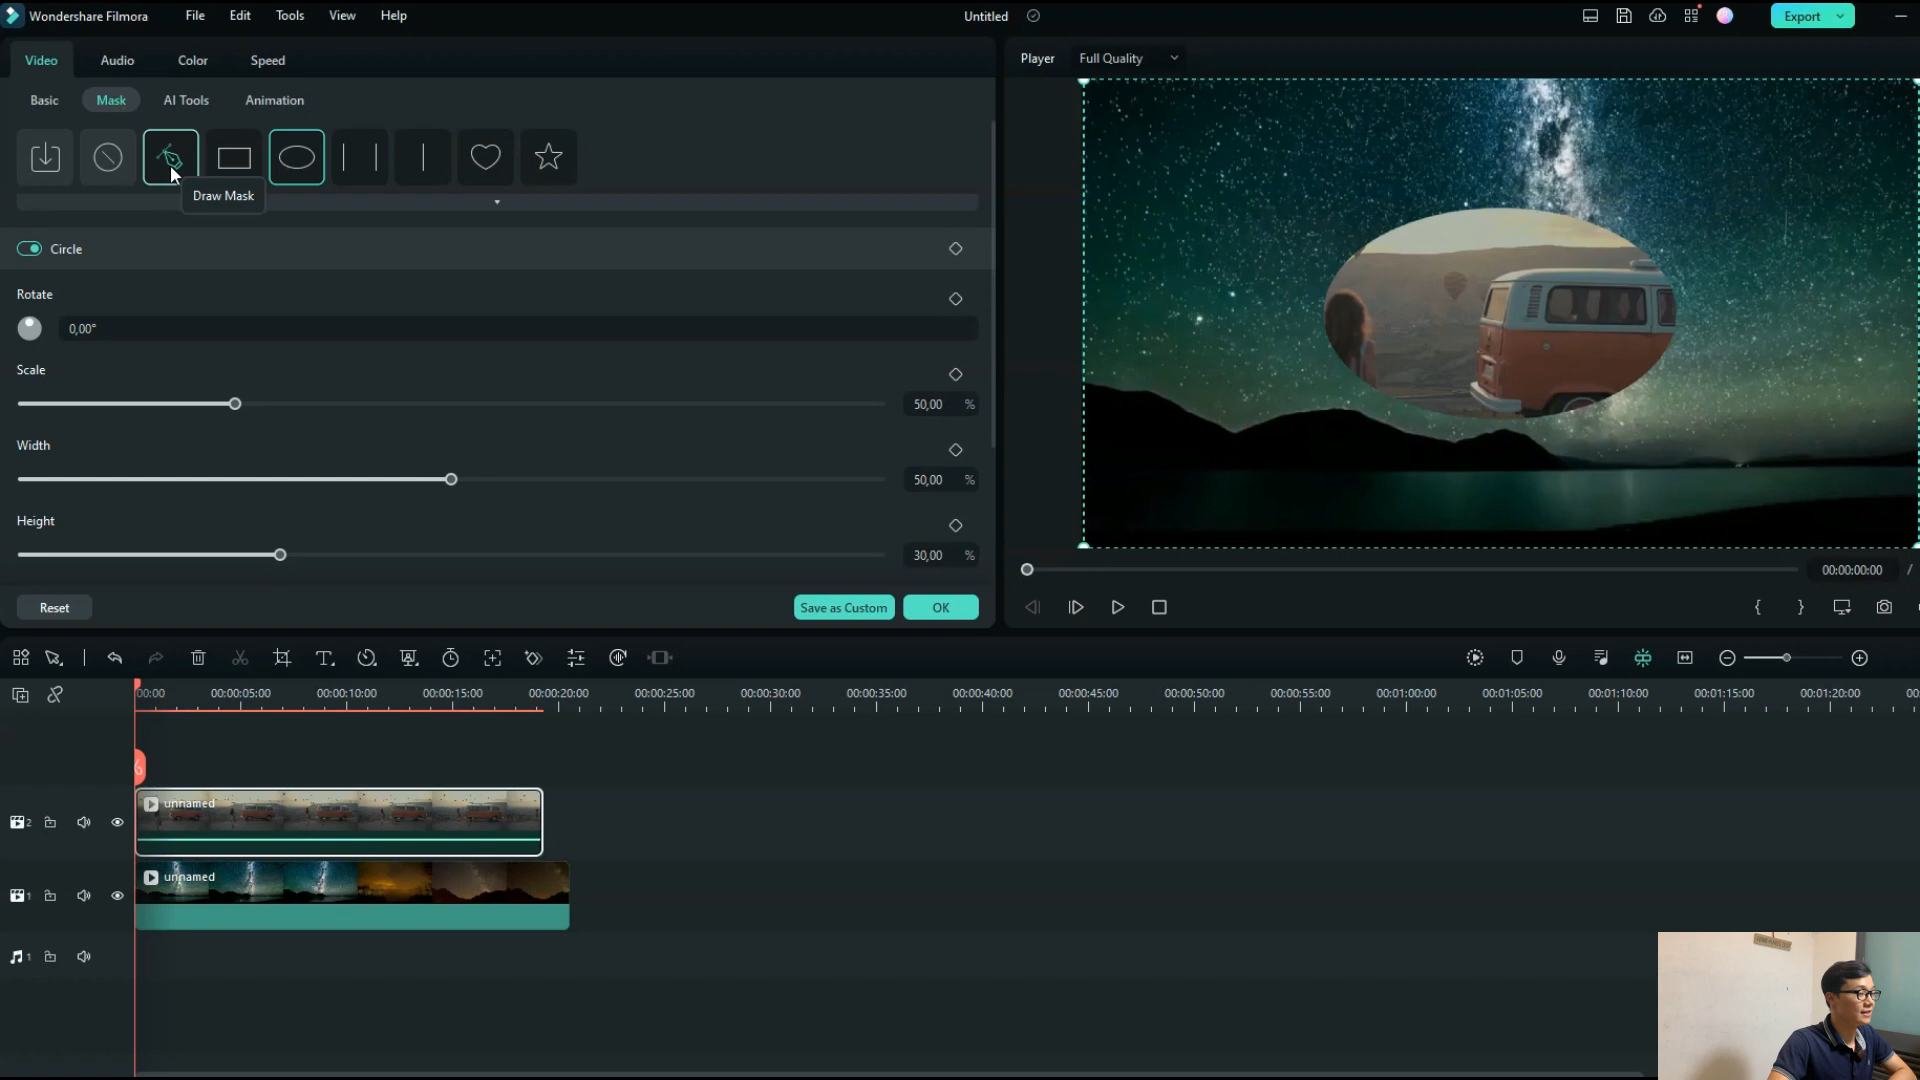 Wondershare Filmora
File
Edit
Tools
View
Help
Untitled
Export
Video
Audio
Color
Speed
Player
Full Quality
Basic
Mask
AI Tools
Animation
Draw Mask
Circle
Rotate
0,00°
Scale
50,00 %
Width
50,00 %
Height
30,00 %
Reset
Save as Custom
OK
00:00:00:00 /
00:00
00:00:05:00
00:00:10:00
00:00:15:00
00:00:20:00
00:00:25:00
00:00:30:00
00:00:35:00
00:00:40:00
00:00:45:00
00:00:50:00
00:00:55:00
00:01:00:00
00:01:05:00
00:01:10:00
00:01:15:00
00:01:20:00
00:
unnamed
2
unnamed
1
1